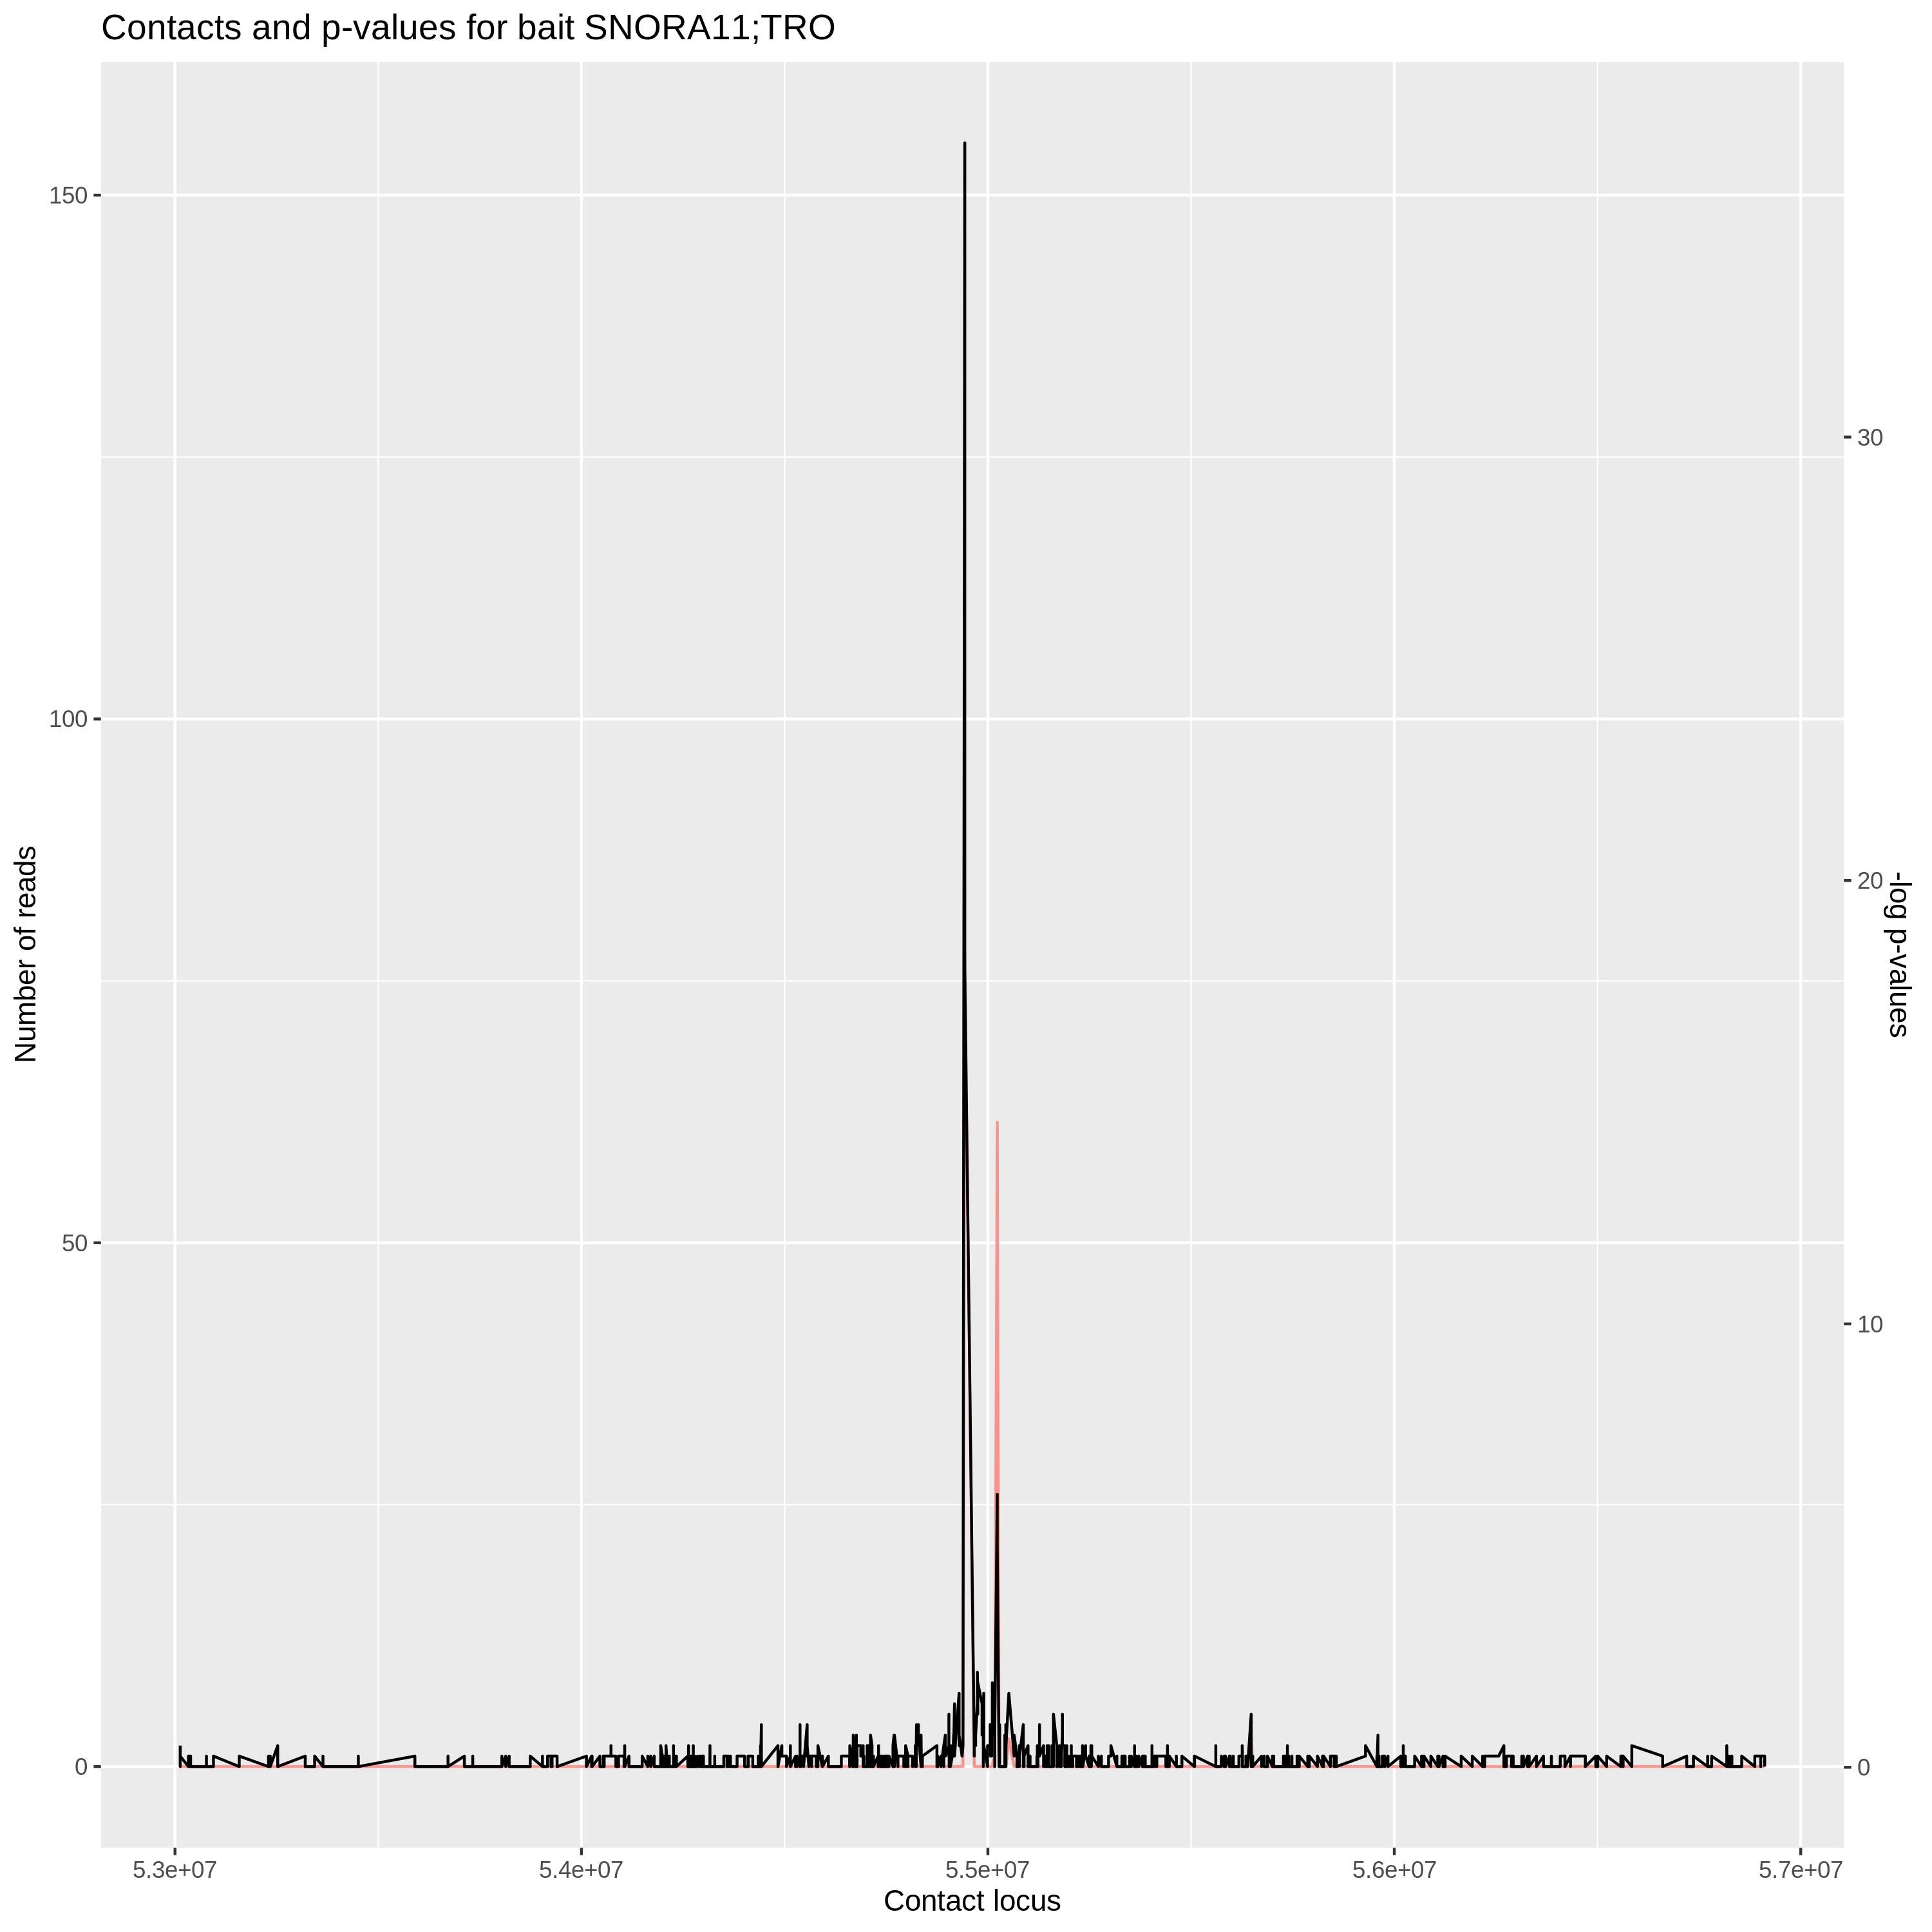 Contacts and p-values for bait SNORA11;TRO
150
100
50
0
Number of reads
30
20
10
0
-log p-values
5.3e+07 5.4e+07 5.5e+07 5.6e+07 5.7e+07
Contact locus